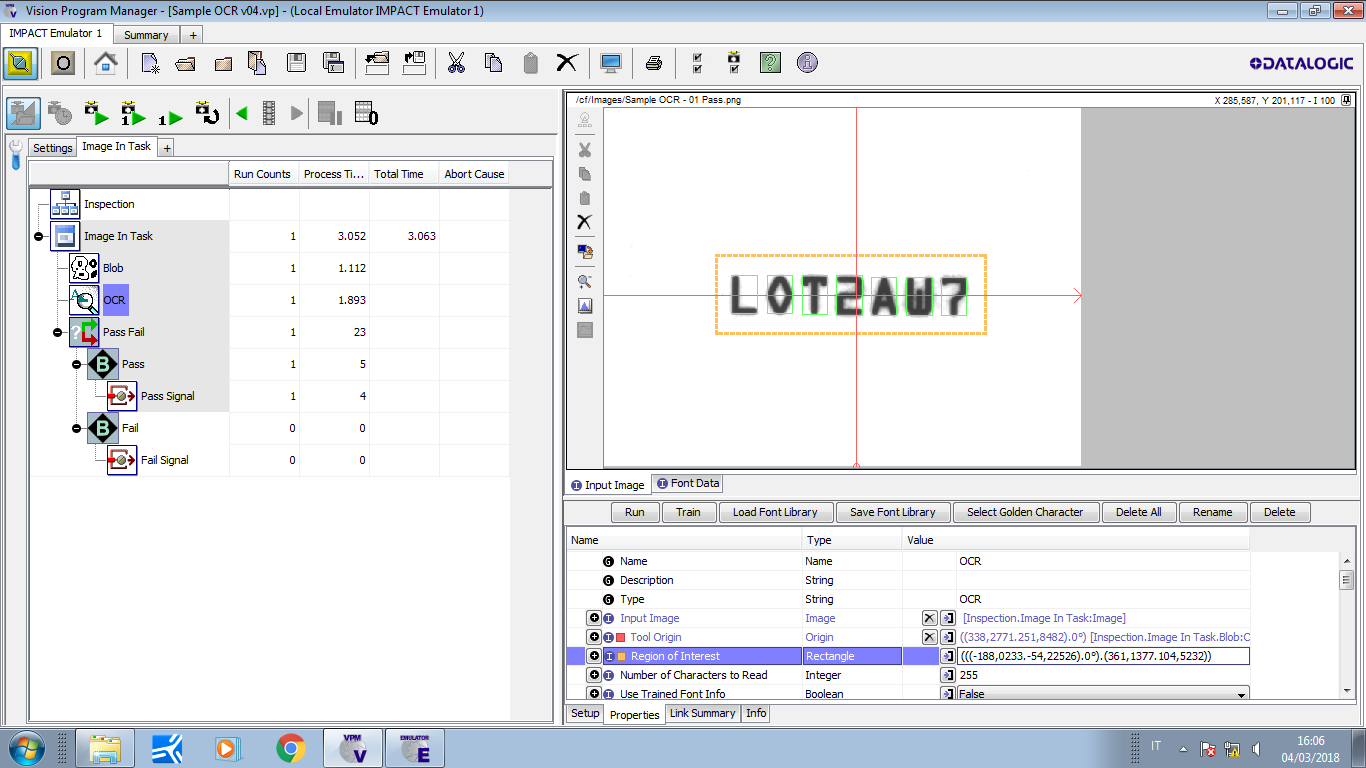 Vision Program Manager - [Sample OCR v04.vp] - (Local Emulator IMPACT Emulator 1)
IMPACT Emulator 1
Summary
+
DATALOGIC
Settings
Image In Task
+
Run Counts Process Ti... Total Time Abort Cause
Inspection
Image In Task 1 3.052 3.063
Blob 1 1.112
OCR 1 1.893
Pass Fail 1 23
B Pass 1 5
Pass Signal 1 4
B Fail 0 0
Fail Signal 0 0
/cf/Images/Sample OCR - 01 Pass.png
X 285,587, Y 201,117 - I 100
LOT2AW7
Input Image
Font Data
Run Train Load Font Library Save Font Library Select Golden Character Delete All Rename Delete
Name Type Value
Name Name OCR
Description String
Type String OCR
Input Image Image [Inspection.Image In Task:Image]
Tool Origin Origin ((338,2771.251,8482).0°) [Inspection.Image In Task.Blob:O
Region of Interest Rectangle (((-188,0233.-54,22526).0°).(361,1377.104,5232))
Number of Characters to Read Integer 255
Use Trained Font Info Boolean False
Setup Properties Link Summary Info
VPM V
EMULATOR E
IT
16:06
04/03/2018